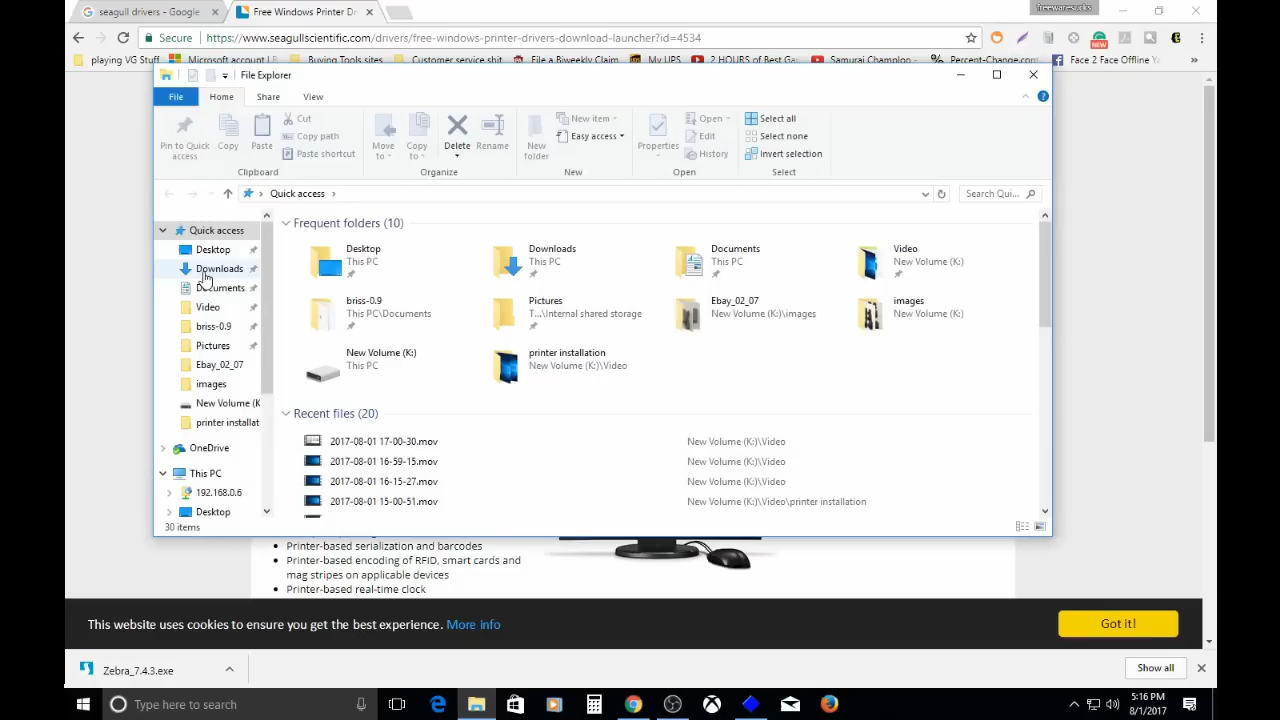 seagull drivers - Google
Free Windows Printer Dr
freewaresucks
Secure
https://www.seagullscientific.com/drivers/free-windows-printer-drivers-download-launcher?id=4534
playing VG Stuff
Microsoft account
Buying Tools sites
Customer service shit
File a Biweekly Claim
My UPS
2 HOURS of Best Ga
Samurai Champloo
Percent-Change.com
Face 2 Face Offline
File Explorer
File
Home
Share
View
Pin to Quick access
Copy
Paste
Cut
Copy path
Paste shortcut
Clipboard
Move to
Copy to
Delete
Rename
Organize
New folder
New item
Easy access
New
Properties
Open
Edit
History
Open
Select all
Select none
Invert selection
Select
Quick access
Search Qui...
Quick access
Desktop
Downloads
Documents
Video
briss-0.9
Pictures
Ebay_02_07
images
New Volume (K
printer installat
OneDrive
This PC
192.168.0.6
Desktop
Frequent folders (10)
Desktop
This PC
Downloads
This PC
Documents
This PC
Video
New Volume (K:)
briss-0.9
This PC\Documents
Pictures
T...\Internal shared storage
Ebay_02_07
New Volume (K:)\images
images
New Volume (K:)
New Volume (K:)
This PC
printer installation
New Volume (K:)\Video
Recent files (20)
2017-08-01 17-00-30.mov New Volume (K:)\Video
2017-08-01 16-59-15.mov New Volume (K:)\Video
2017-08-01 16-15-27.mov New Volume (K:)\Video
2017-08-01 15-00-51.mov New Volume (K:)\Video\printer installation
30 items
Printer-based serialization and barcodes
Printer-based encoding of RFID, smart cards and
mag stripes on applicable devices
Printer-based real-time clock
This website uses cookies to ensure you get the best experience. More info
Got it!
Zebra_7.4.3.exe
Show all
Type here to search
5:16 PM
8/1/2017